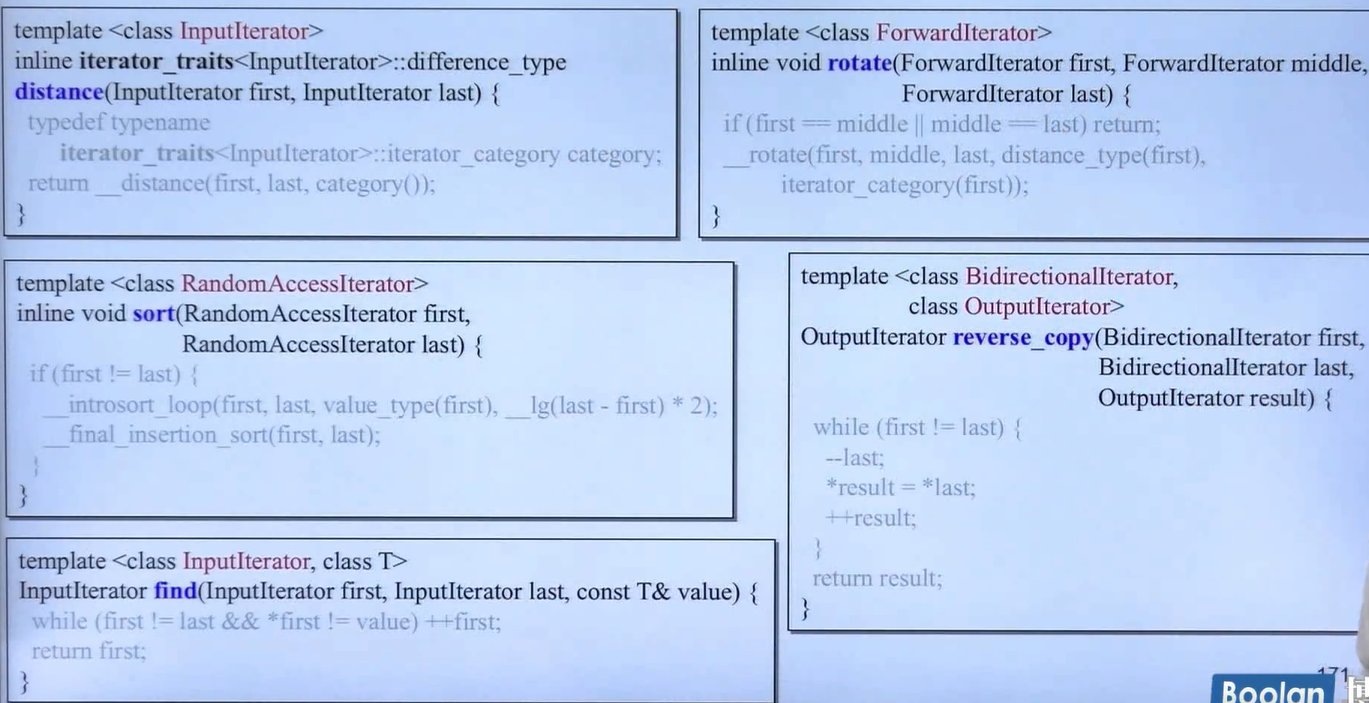 template <class InputIterator>
inline iterator_traits<InputIterator>::difference_type
distance(InputIterator first, InputIterator last) {
typedef typename
iterator_traits<InputIterator>::iterator_category category;
return __distance(first, last, category());
}
template <class ForwardIterator>
inline void rotate(ForwardIterator first, ForwardIterator middle,
ForwardIterator last) {
if (first == middle || middle == last) return;
__rotate(first, middle, last, distance_type(first),
iterator_category(first));
}
template <class RandomAccessIterator>
inline void sort(RandomAccessIterator first,
RandomAccessIterator last) {
if (first != last) {
__introsort_loop(first, last, value_type(first), __lg(last - first) * 2);
__final_insertion_sort(first, last);
}
}
template <class BidirectionalIterator,
class OutputIterator>
OutputIterator reverse_copy(BidirectionalIterator first,
BidirectionalIterator last,
OutputIterator result) {
while (first != last) {
--last;
*result = *last;
++result;
}
return result;
}
template <class InputIterator, class T>
InputIterator find(InputIterator first, InputIterator last, const T& value) {
while (first != last && *first != value) ++first;
return first;
}
171
Boolan